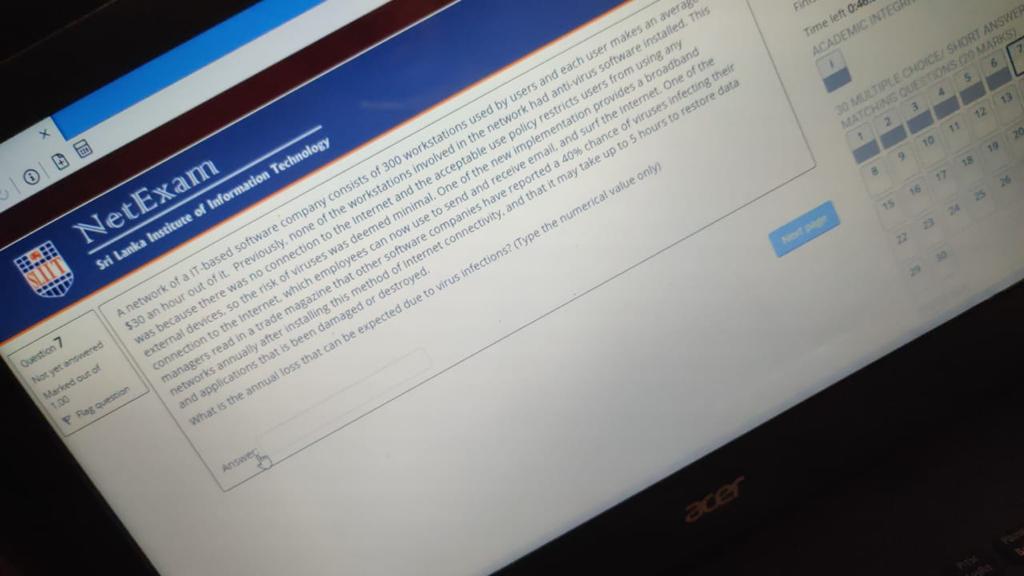 NetExam
Sri Lanka Institute of Information Technology
SLIIT
Question 7
Not yet answered
Marked out of
1.00
Flag question
A network of a IT-based software company consists of 300 workstations used by users and each user makes an average
$30 an hour out of it. Previously, none of the workstations involved in the network had anti-virus software installed. This
was because there was no connection to the Internet and the acceptable use policy restricts users from using any
external devices, so the risk of viruses was deemed minimal. One of the new implementation provides a broadband
connection to the Internet, which employees can now use to send and receive email, and surf the Internet. One of the
managers read in a trade magazine that other software companies have reported a 40% chance of viruses infecting their
networks annually after installing this method of Internet connectivity, and that it may take up to 5 hours to restore data
and applications that is been damaged or destroyed.
What is the annual loss that can be expected due to virus infections? (Type the numerical value only)
Answer:
Next page
Time left 0:46
ACADEMIC INTEGRI
i
30 MULTIPLE CHOICE/ SHORT ANSWER
MATCHING QUESTIONS (20 MARKS)
1 2 3 4 5 6 7
8 9 10 11 12 13
15 16 17 18 19 20
22 23 24 25 26
29 30
acer